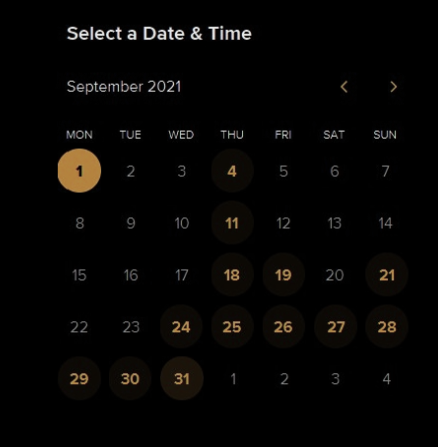 Select a Date & Time
September 2021
MON TUE WED THU FRI SAT SUN
1 2 3 4 5 6 7
8 9 10 11 12 13 14
15 16 17 18 19 20 21
22 23 24 25 26 27 28
29 30 31 1 2 3 4